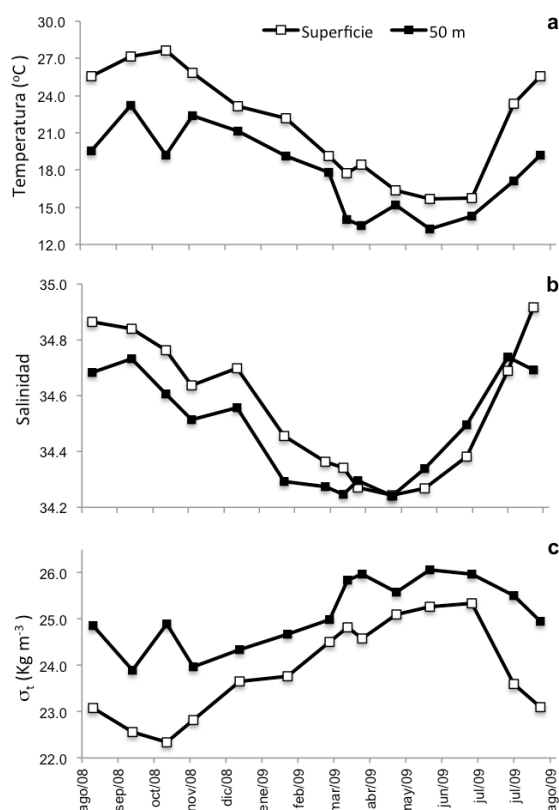 30.0
27.0
24.0
21.0
18.0
15.0
12.0
Temperatura (°C)
Superficie
50 m
a
35.0
34.8
34.6
34.4
34.2
Salinidad
b
26.0
25.0
24.0
23.0
22.0
σt (Kg m-3)
c
ago/08
sep/08
oct/08
nov/08
dic/08
ene/09
feb/09
mar/09
abr/09
may/09
jun/09
jul/09
jul/09